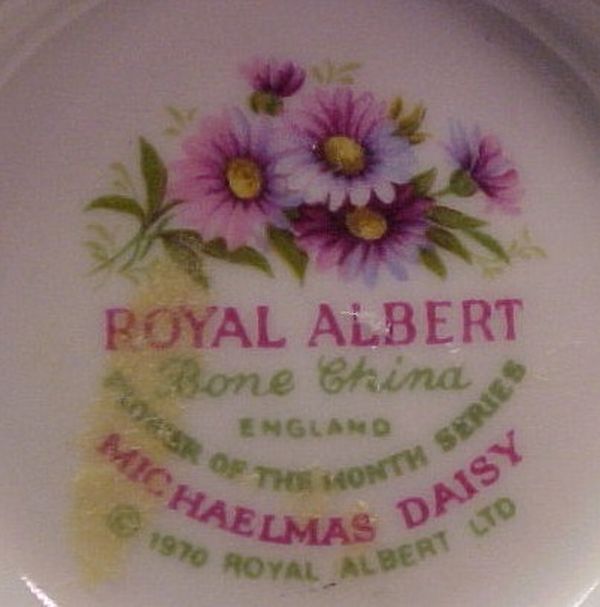 ROYAL ALBERT
Bone China
ENGLAND
FLOWER OF THE MONTH SERIES
MICHAELMAS DAISY
© 1970 ROYAL ALBERT LTD